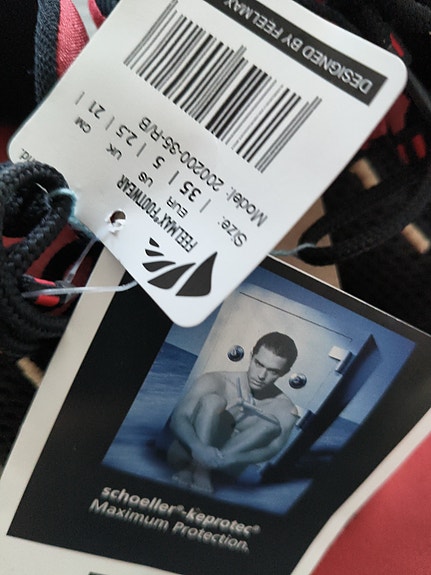 DESIGNED BY FEELMAX
Model: 200200-35-R/B
Size: | 35 | 5 | 2.5 | 21 |
EUR US UK CM
FEELMAX® FOOTWEAR
schoeller®-keprotec®
Maximum Protection.